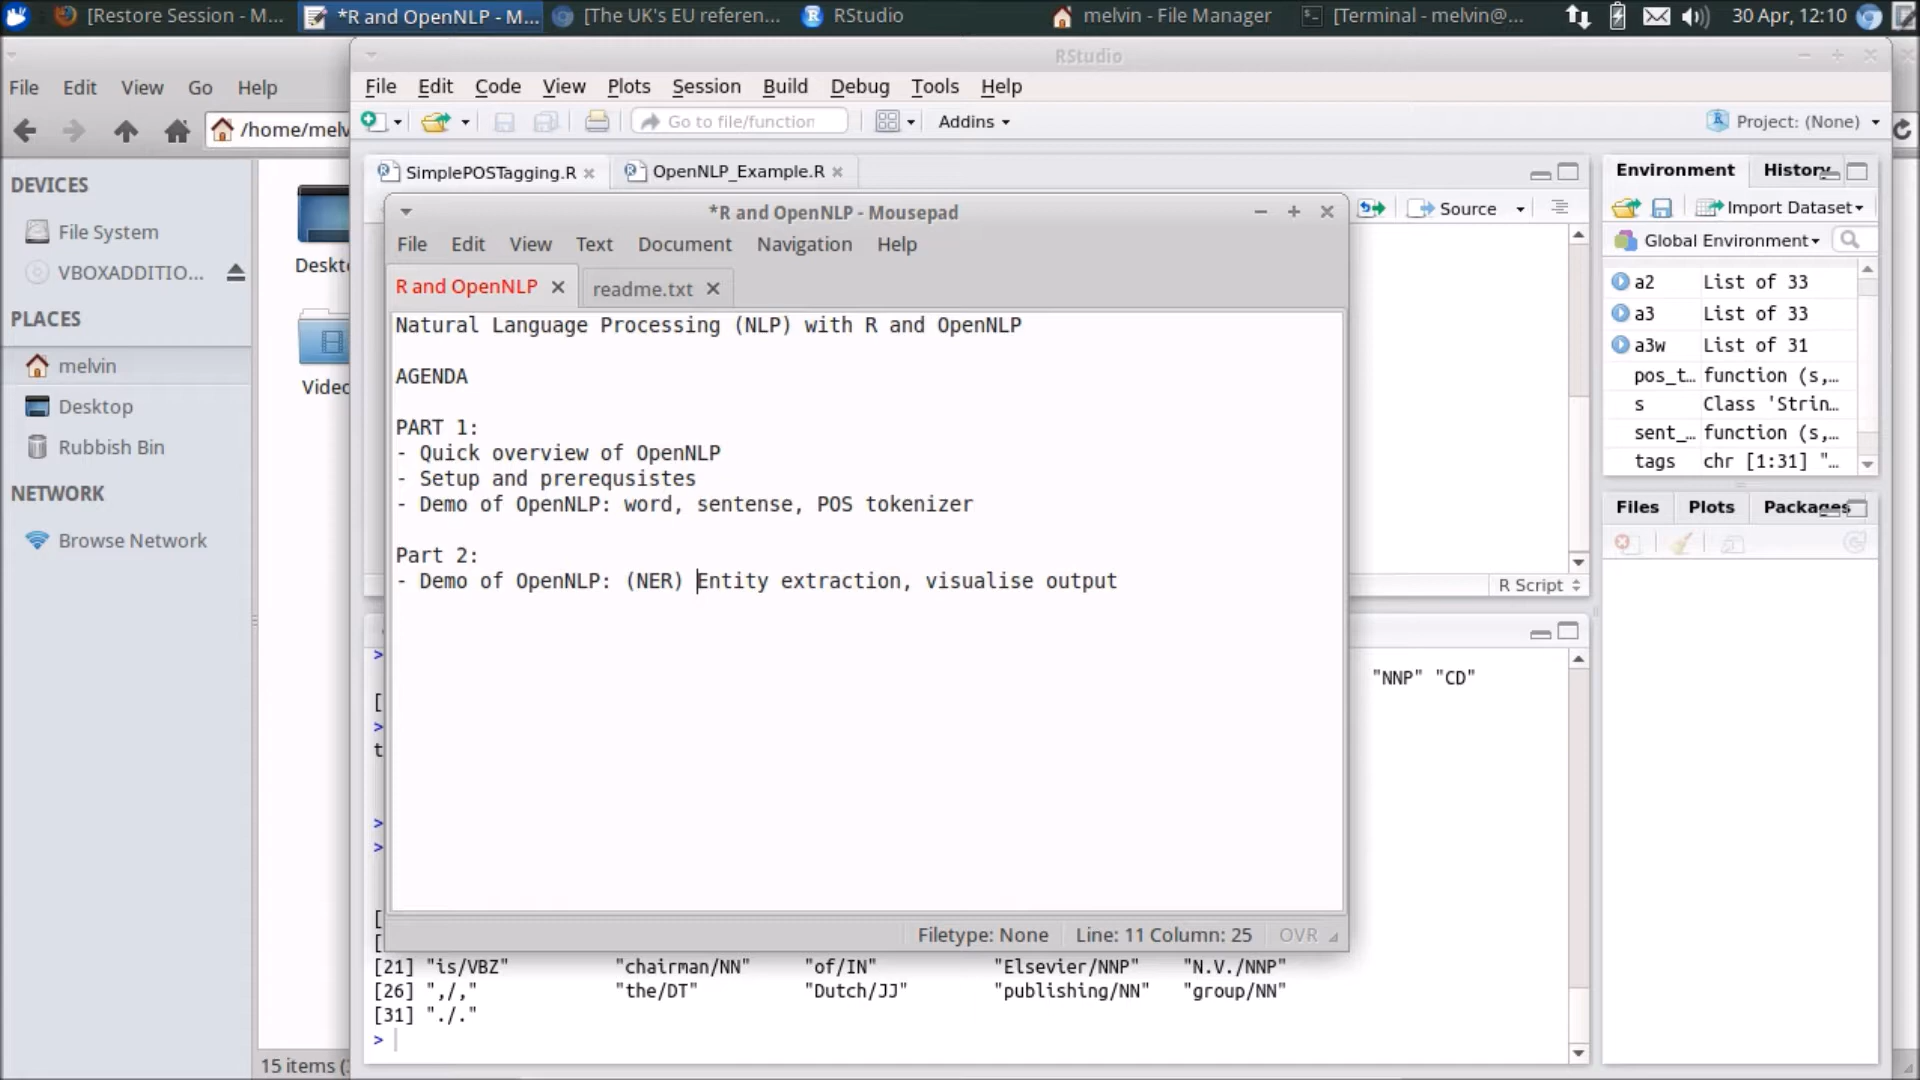 [Restore Session - M...
*R and OpenNLP - M...
[The UK's EU referen...
RStudio
melvin - File Manager
[Terminal - melvin@...
30 Apr, 12:10
File Edit View Go Help
/home/melv
DEVICES
File System
VBOXADDITIO...
PLACES
melvin
Desktop
Rubbish Bin
NETWORK
Browse Network
Deskt
Video
15 items (
RStudio
File Edit Code View Plots Session Build Debug Tools Help
Go to file/function
Addins
Project: (None)
SimplePOSTagging.R
OpenNLP_Example.R
Source
*R and OpenNLP - Mousepad
File Edit View Text Document Navigation Help
R and OpenNLP
readme.txt
Natural Language Processing (NLP) with R and OpenNLP
AGENDA
PART 1:
- Quick overview of OpenNLP
- Setup and prerequsistes
- Demo of OpenNLP: word, sentense, POS tokenizer
Part 2:
- Demo of OpenNLP: (NER) Entity extraction, visualise output
Filetype: None
Line: 11 Column: 25
OVR
R Script
>
[
>
t
"NNP" "CD"
>
>
[
[
[21] "is/VBZ" "chairman/NN" "of/IN" "Elsevier/NNP" "N.V./NNP"
[26] ",/," "the/DT" "Dutch/JJ" "publishing/NN" "group/NN"
[31] "./."
>
Environment
History
Import Dataset
Global Environment
a2 List of 33
a3 List of 33
a3w List of 31
pos_t… function (s,…
s Class 'Strin…
sent_… function (s,…
tags chr [1:31] "…
Files Plots Packages